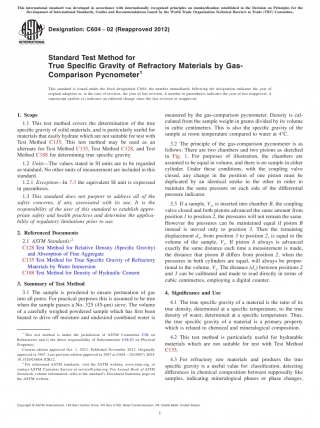 This international standard was developed in accordance with internationally recognized principles on standardization established in the Decision on Principles for the
Development of International Standards, Guides and Recommendations issued by the World Trade Organization Technical Barriers to Trade (TBT) Committee.
Designation: C604 − 02 (Reapproved 2012)
Standard Test Method for
True Specific Gravity of Refractory Materials by Gas-
Comparison Pycnometer1
This standard is issued under the fixed designation C604; the number immediately following the designation indicates the year of
original adoption or, in the case of revision, the year of last revision. A number in parentheses indicates the year of last reapproval. A
superscript epsilon (ε) indicates an editorial change since the last revision or reapproval.
1. Scope
1.1 This test method covers the determination of the true
specific gravity of solid materials, and is particularly useful for
materials that easily hydrate which are not suitable for test with
Test Method C135. This test method may be used as an
alternate for Test Method C135, Test Method C128, and Test
Method C188 for determining true specific gravity.
1.2 Units—The values stated in SI units are to be regarded
as standard. No other units of measurement are included in this
standard.
1.2.1 Exception—In 7.3 the equivalent SI unit is expressed
in parenthesis.
1.3 This standard does not purport to address all of the
safety concerns, if any, associated with its use. It is the
responsibility of the user of this standard to establish appro-
priate safety and health practices and determine the applica-
bility of regulatory limitations prior to use.
2. Referenced Documents
2.1 ASTM Standards:2
C128 Test Method for Relative Density (Specific Gravity)
and Absorption of Fine Aggregate
C135 Test Method for True Specific Gravity of Refractory
Materials by Water Immersion
C188 Test Method for Density of Hydraulic Cement
3. Summary of Test Method
3.1 The sample is powdered to ensure permeation of gas
into all pores. For practical purposes this is assumed to be true
when the sample passes a No. 325 (45-µm) sieve. The volume
of a carefully weighed powdered sample which has first been
heated to drive off moisture and undesired combined water is
1 This test method is under the jurisdiction of ASTM Committee C08 on
Refractories and is the direct responsibility of Subcommittee C08.03 on Physical
Properties.
Current edition approved Oct. 1, 2012. Published November 2012. Originally
2 For referenced ASTM standards, visit the ASTM website, www.astm.org, or
contact ASTM Customer Service at service@astm.org. For Annual Book of ASTM
Standards volume information, refer to the standard's Document Summary page on
the ASTM website.
measured by the gas-comparison pycnometer. Density is cal-
culated from the sample weight in grams divided by its volume
in cubic centimeters. This is also the specific gravity of the
sample at room temperature compared to water at 4°C.
3.2 The principle of the gas-comparison pycnometer is as
follows: There are two chambers and two pistons as sketched
in Fig. 1. For purposes of illustration, the chambers are
assumed to be equal in volume, and there is no sample in either
cylinder. Under these conditions, with the coupling valve
closed, any change in the position of one piston must be
duplicated by an identical stroke in the other in order to
maintain the same pressure on each side of the differential
pressure indicator.
3.3 If a sample, Vx, is inserted into chamber B, the coupling
valve closed and both pistons advanced the same amount from
position 1 to position 2, the pressures will not remain the same.
However the pressures can be maintained equal if piston B
instead is moved only to position 3. Then the remaining
displacement dx, from position 3 to position 2, is equal to the
volume of the sample, Vx. If piston A is always advanced
exactly the same distance each time a measurement is made,
the distance that piston B differs from position 2, when the
pressures in both cylinders are equal, will always be propor-
tional to the volume, Vx. The distance (dx) between positions 2
and 3 can be calibrated and made to read directly in terms of
cubic centimetres, employing a digital counter.
4. Significance and Use
4.1 The true specific gravity of a material is the ratio of its
true density, determined at a specific temperature, to the true
density of water, determined at a specific temperature. Thus,
the true specific gravity of a material is a primary property
which is related to chemical and mineralogical composition.
4.2 This test method is particularly useful for hydratable
materials which are not suitable for test with Test Method
C135.
4.3 For refractory raw materials and products the true
specific gravity is a useful value for: classification, detecting
differences in chemical composition between supposedly like
samples, indicating mineralogical phases or phase changes,
Copyright © ASTM International, 100 Barr Harbor Drive, PO Box C700, West Conshohocken, PA 19428-2959. United States
1